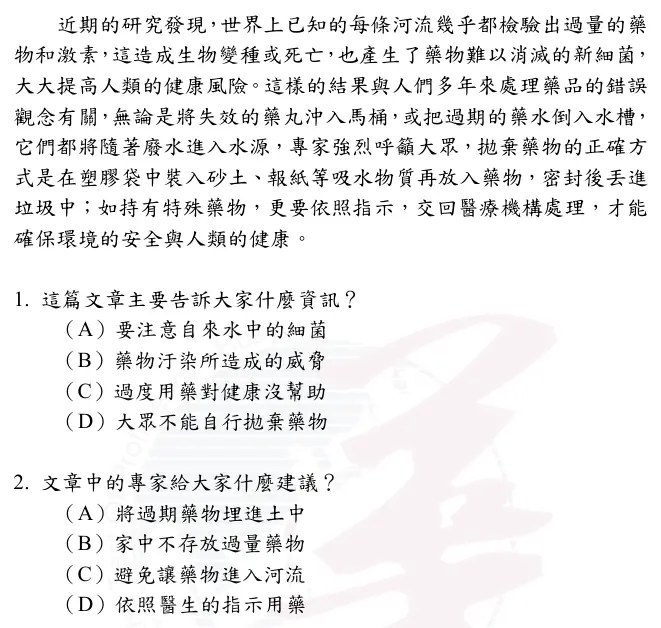 近期的研究發現，世界上已知的每條河流幾乎都檢驗出過量的藥
物和激素，這造成生物變種或死亡，也產生了藥物難以消滅的新細菌，
大大提高人類的健康風險。這樣的結果與人們多年來處理藥品的錯誤
觀念有關，無論是將失效的藥丸沖入馬桶，或把過期的藥水倒入水槽，
它們都將隨著廢水進入水源，專家強烈呼籲大眾，拋棄藥物的正確方
式是在塑膠袋中裝入砂土、報紙等吸水物質再放入藥物，密封後丟進
垃圾中；如持有特殊藥物，更要依照指示，交回醫療機構處理，才能
確保環境的安全與人類的健康。
1. 這篇文章主要告訴大家什麼資訊？
（A）要注意自來水中的細菌
（B）藥物汙染所造成的威脅
（C）過度用藥對健康沒幫助
（D）大眾不能自行拋棄藥物
2. 文章中的專家給大家什麼建議？
（A）將過期藥物埋進土中
（B）家中不存放過量藥物
（C）避免讓藥物進入河流
（D）依照醫生的指示用藥